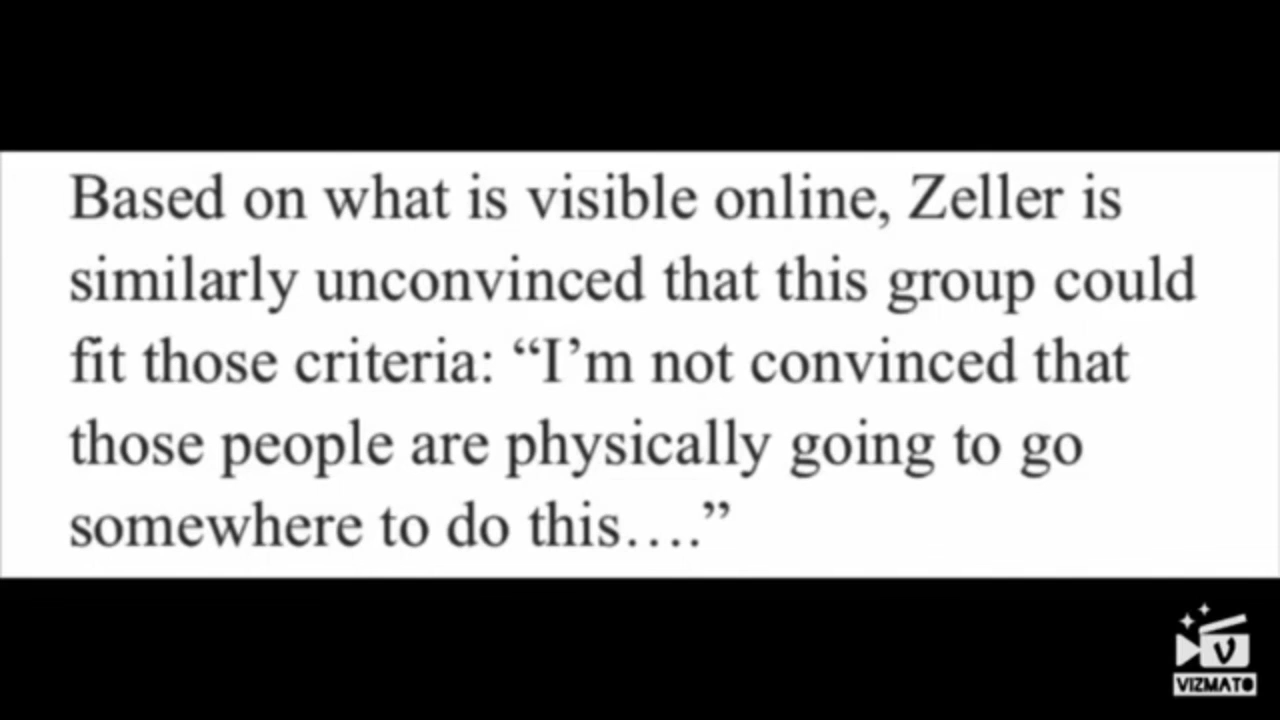 Based on what is visible online, Zeller is
similarly unconvinced that this group could
fit those criteria: “I’m not convinced that
those people are physically going to go
somewhere to do this….”
V
VIZMATO